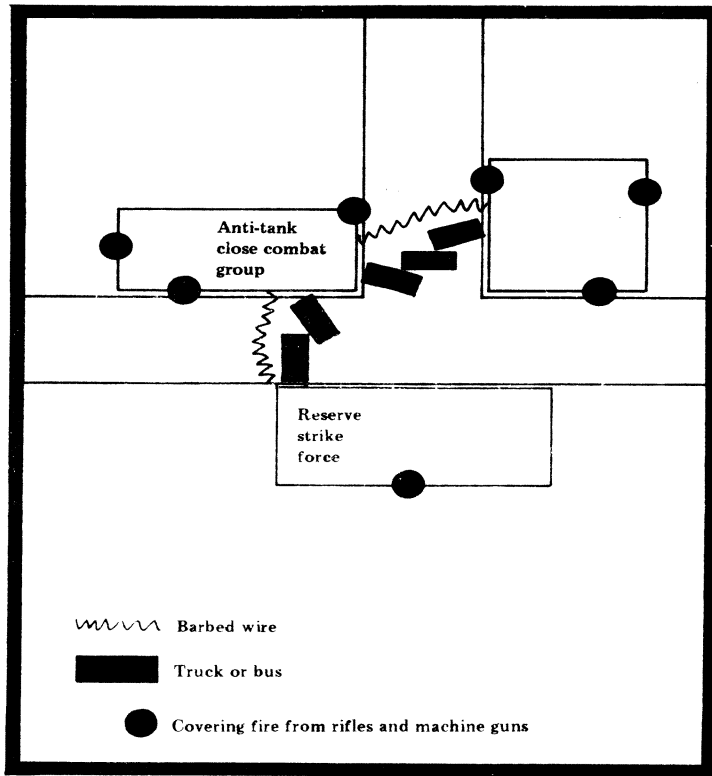 Anti-tank
close combat
group
Reserve
strike
force
Barbed wire
Truck or bus
Covering fire from rifles and machine guns